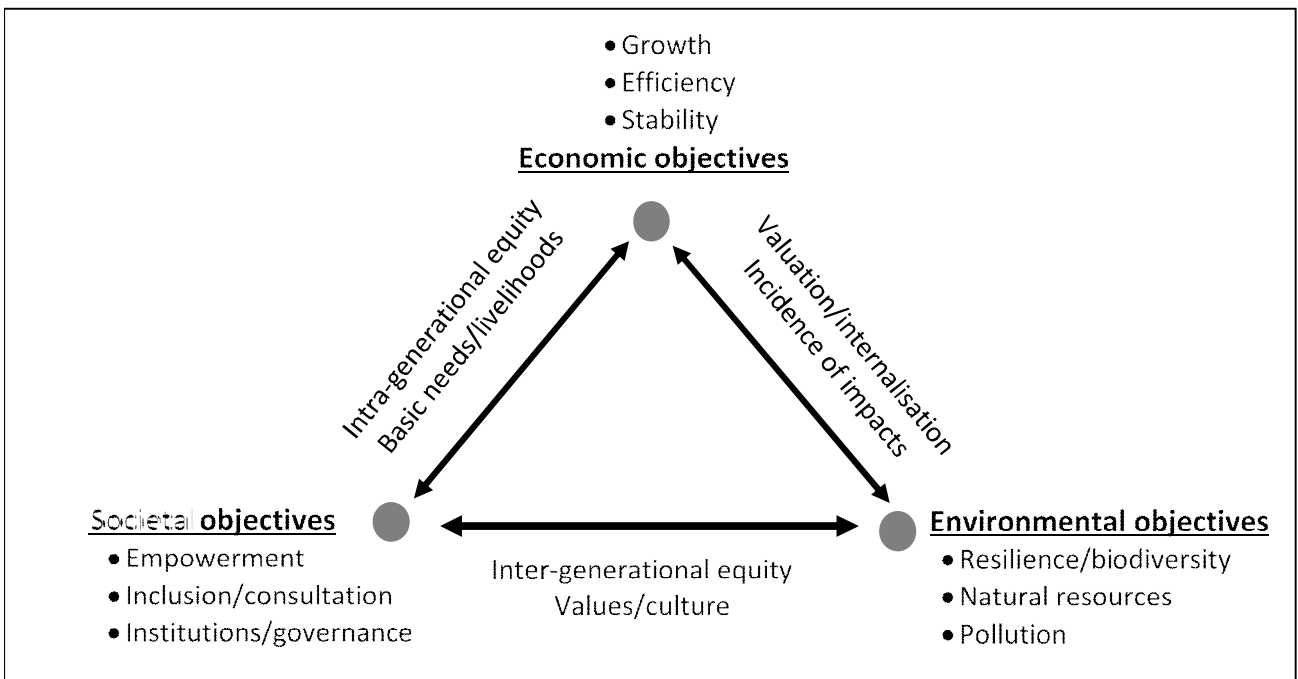 • Growth
• Efficiency
• Stability
Economic objectives
Intra-generational equity
Basic needs/livelihoods
Valuation/internalisation
Incidence of impacts
Societal objectives
• Empowerment
• Inclusion/consultation
• Institutions/governance
Inter-generational equity
Values/culture
Environmental objectives
• Resilience/biodiversity
• Natural resources
• Pollution